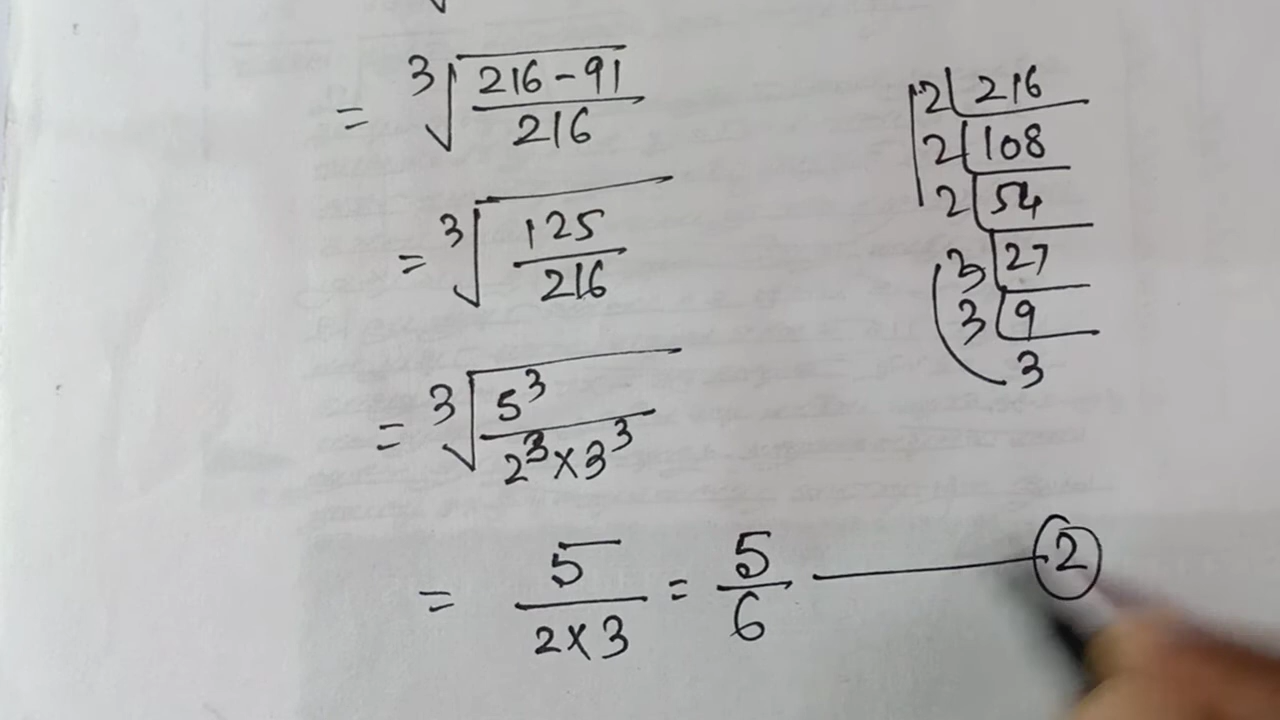 = ∛((216-91)/216)
= ∛(125/216)
= ∛(5³/(2³×3³))
= 5/(2×3) = 5/6 ——— ②
2 | 216
2 | 108
2 | 54
3 | 27
3 | 9
3